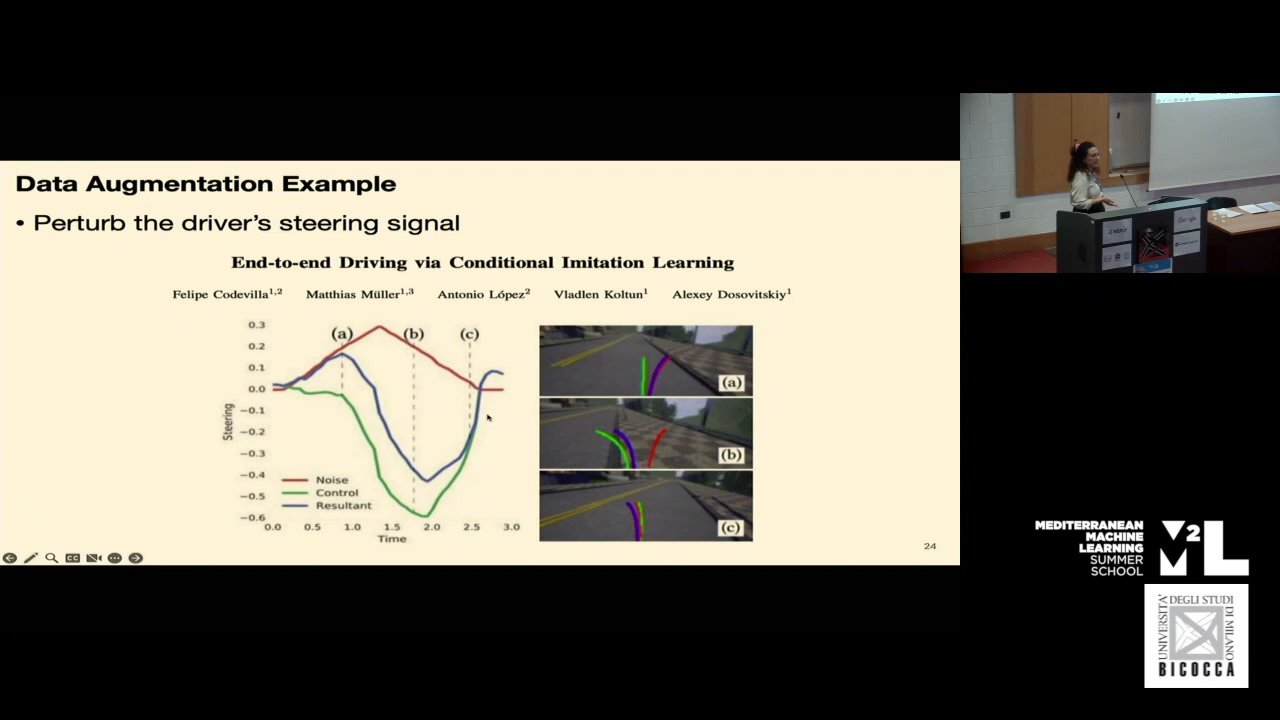 Data Augmentation Example
• Perturb the driver's steering signal
End-to-end Driving via Conditional Imitation Learning
Felipe Codevilla1,2 Matthias Müller1,3 Antonio López2 Vladlen Koltun1 Alexey Dosovitskiy1
0.3
0.2
0.1
0.0
−0.1
−0.2
−0.3
−0.4
−0.5
−0.6
Steering
(a) (b) (c)
Noise
Control
Resultant
0.0 0.5 1.0 1.5 2.0 2.5 3.0
Time
(a)
(b)
(c)
24
CC
Google
MEDITERRANEAN
MACHINE
LEARNING
SUMMER
SCHOOL
M2L
UNIVERSITÀ
DEGLI STUDI
DI MILANO
BICOCCA